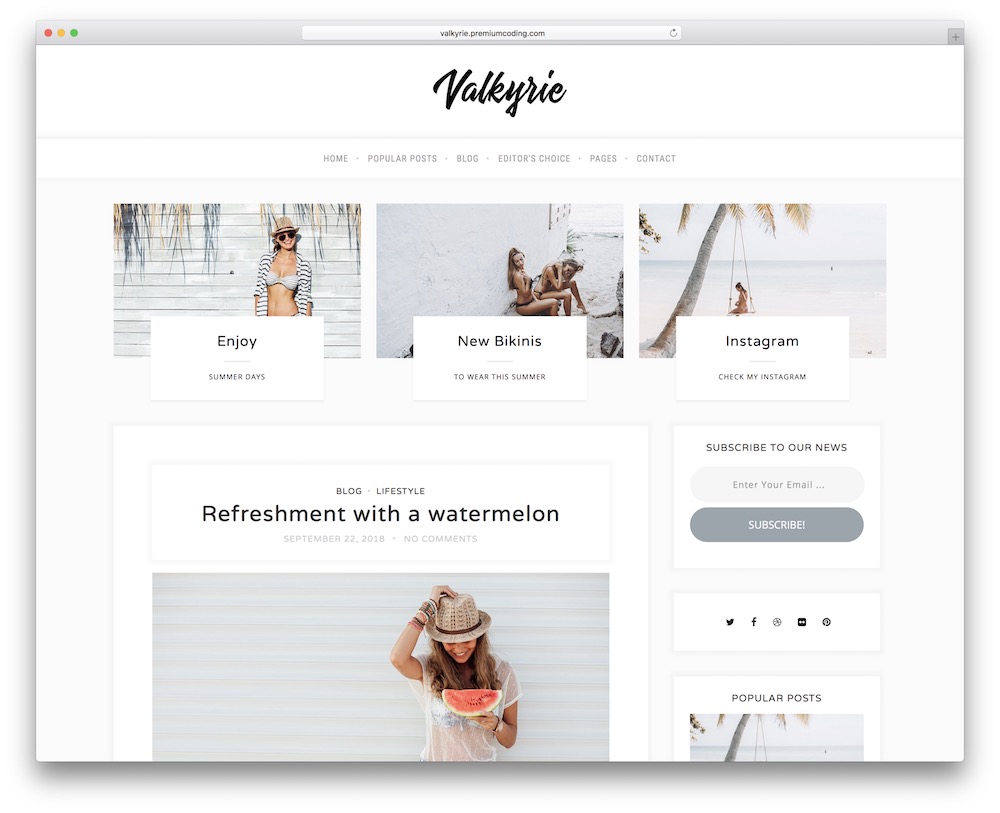 valkyrie.premiumcoding.com
Valkyrie
HOME • POPULAR POSTS • BLOG • EDITOR'S CHOICE • PAGES • CONTACT
Enjoy
SUMMER DAYS
New Bikinis
TO WEAR THIS SUMMER
Instagram
CHECK MY INSTAGRAM
BLOG • LIFESTYLE
Refreshment with a watermelon
SEPTEMBER 22, 2018 • NO COMMENTS
SUBSCRIBE TO OUR NEWS
Enter Your Email ...
SUBSCRIBE!
POPULAR POSTS